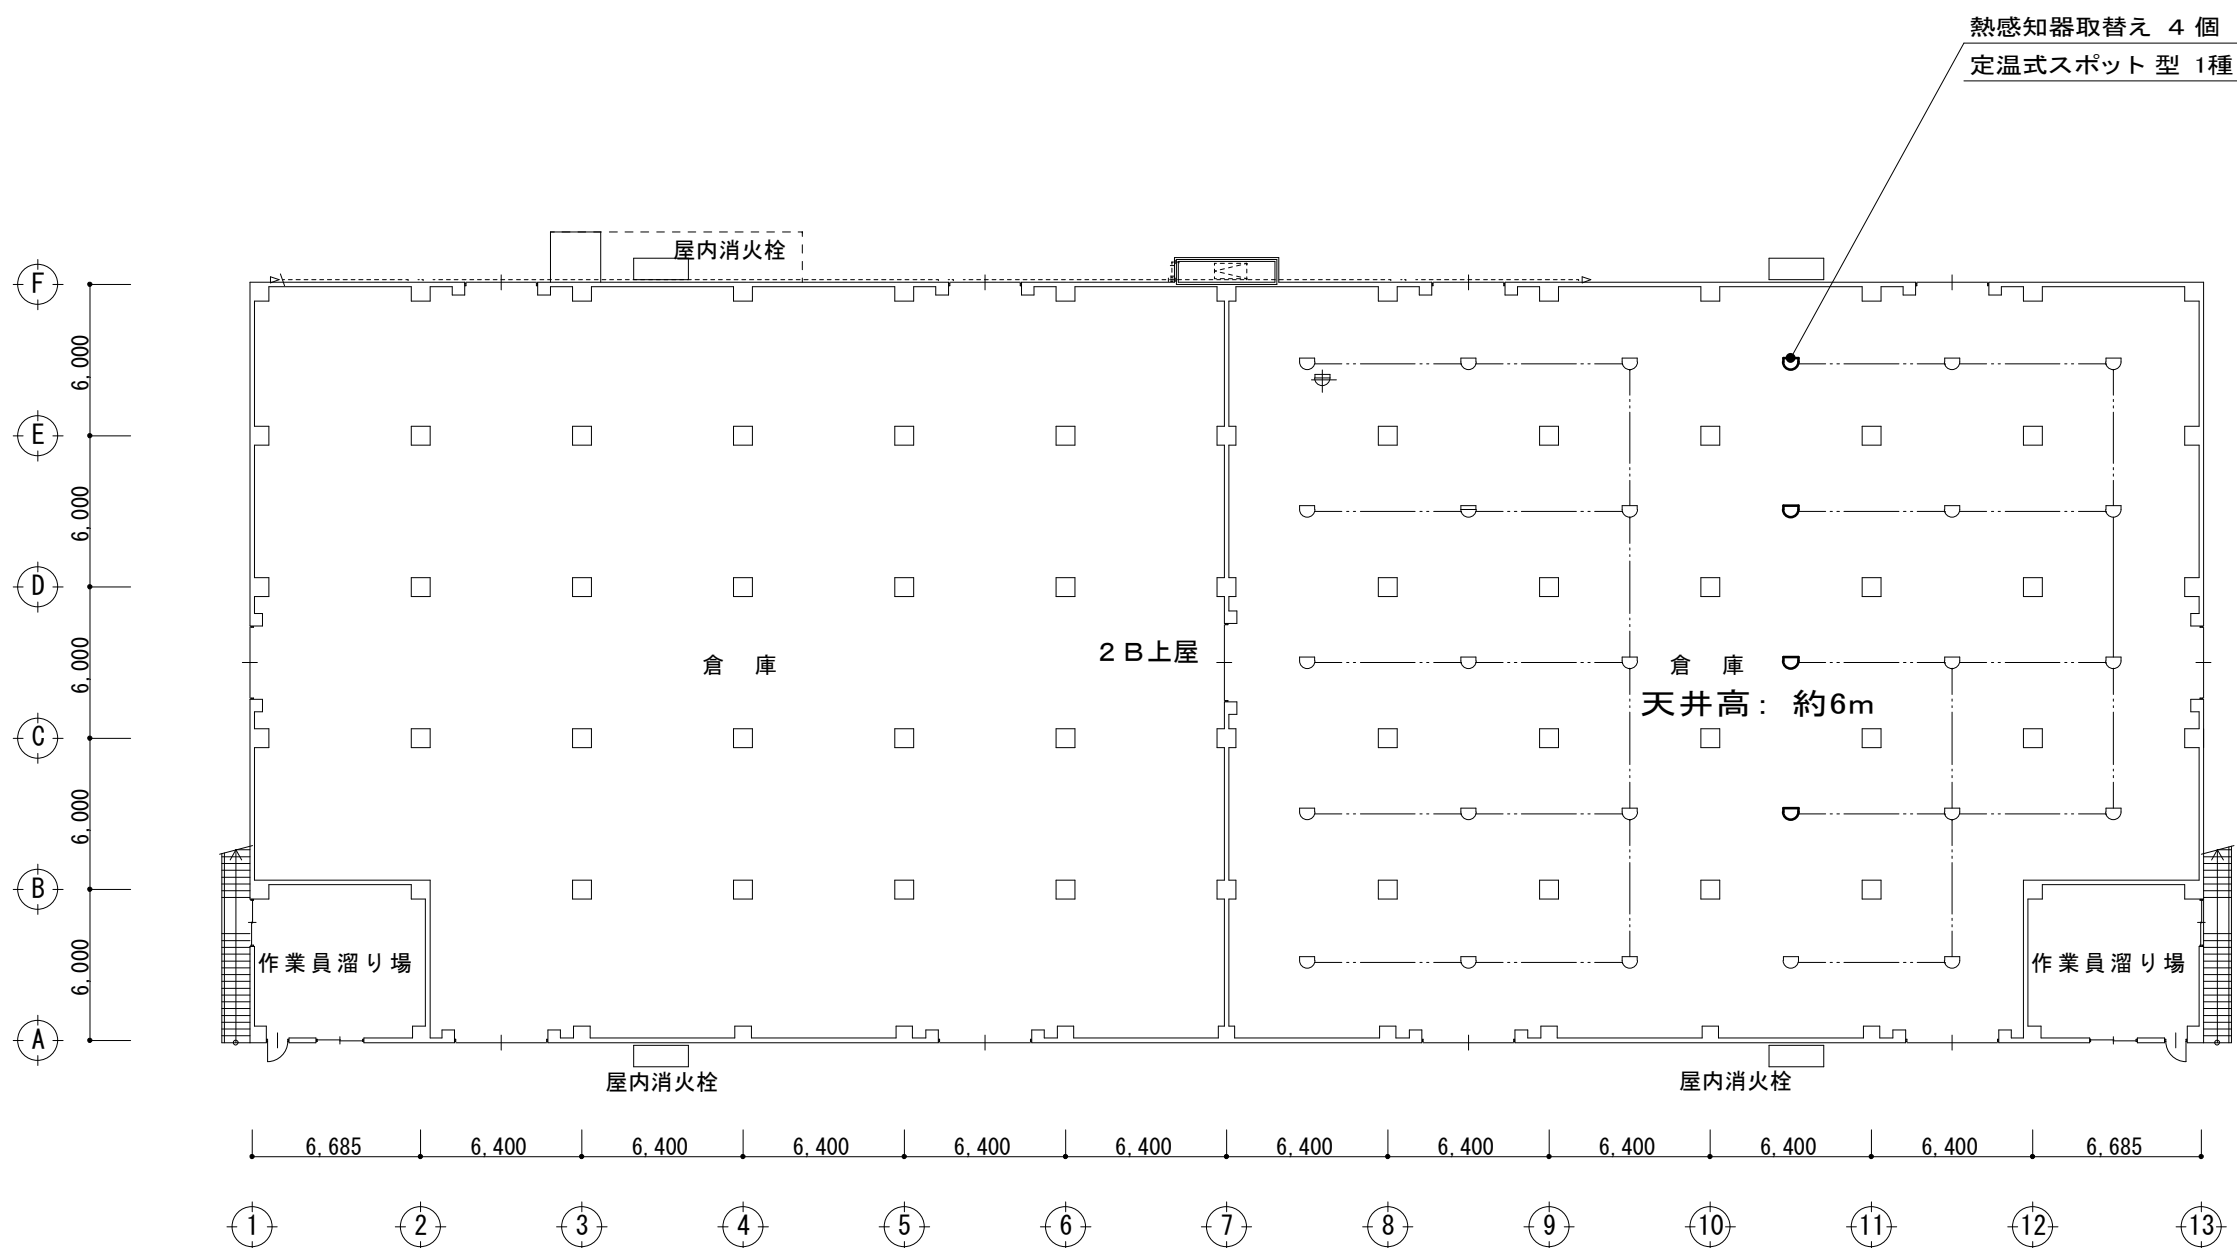 熱感知器取替え 4 個
定温式スポット 型 1種
屋内消火栓
F
6,000
E
6,000
D
6,000
2B上屋
倉 庫
倉 庫
天井高: 約6m
C
6,000
B
6,000
作業員溜り場
作業員溜り場
A
屋内消火栓
屋内消火栓
6,685
6,400
6,400
6,400
6,400
6,400
6,400
6,400
6,400
6,400
6,400
6,685
1
2
3
4
5
6
7
8
9
10
11
12
13